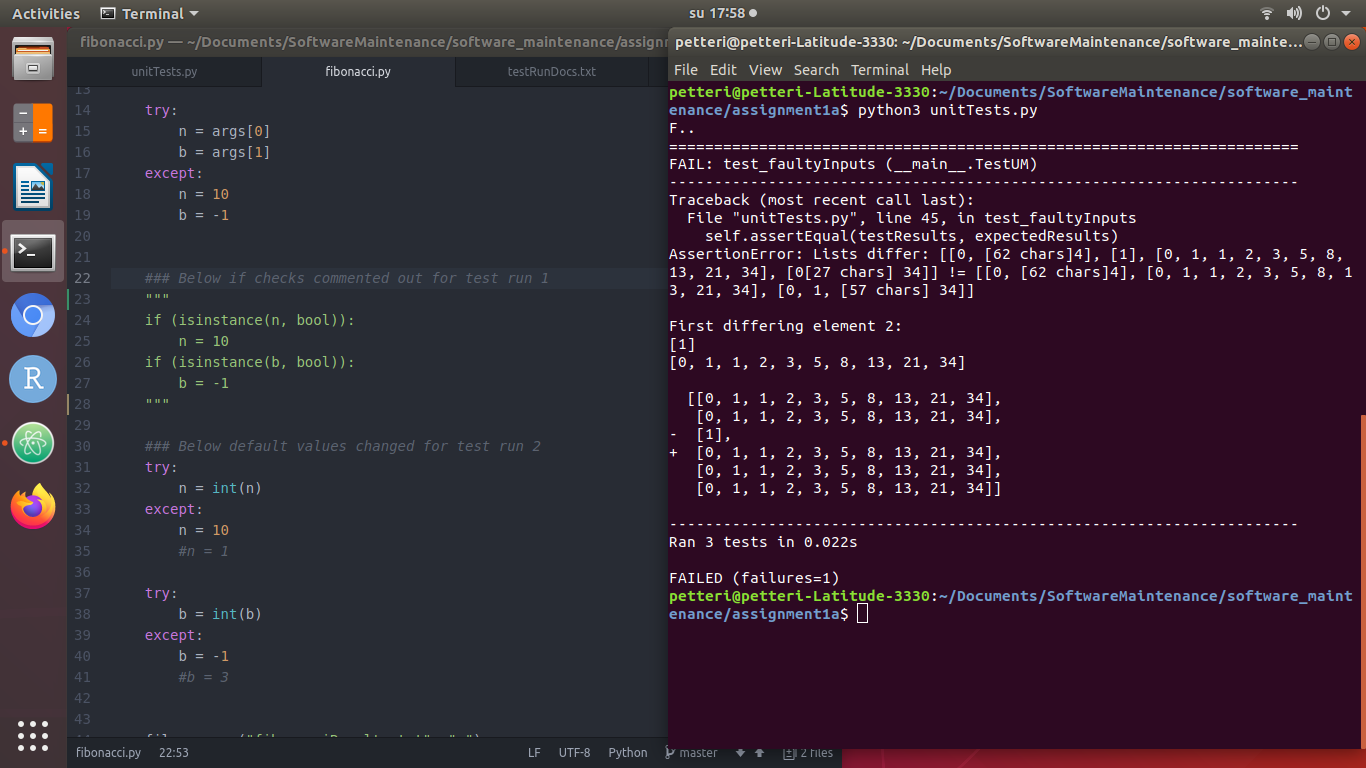 Activities Terminal su 17:58
fibonacci.py — ~/Documents/SoftwareMaintenance/software_maintenance/assignm
unitTests.py fibonacci.py testRunDocs.txt
13
14 try:
15 n = args[0]
16 b = args[1]
17 except:
18 n = 10
19 b = -1
20
21
22 ### Below if checks commented out for test run 1
23 """
24 if (isinstance(n, bool)):
25 n = 10
26 if (isinstance(b, bool)):
27 b = -1
28 """
29
30 ### Below default values changed for test run 2
31 try:
32 n = int(n)
33 except:
34 n = 10
35 #n = 1
36
37 try:
38 b = int(b)
39 except:
40 b = -1
41 #b = 3
42
43
fibonacci.py 22:53 LF UTF-8 Python master 2 files
petteri@petteri-Latitude-3330: ~/Documents/SoftwareMaintenance/software_mainte...
File Edit View Search Terminal Help
petteri@petteri-Latitude-3330:~/Documents/SoftwareMaintenance/software_maint
enance/assignment1a$ python3 unitTests.py
F..
======================================================================
FAIL: test_faultyInputs (__main__.TestUM)
----------------------------------------------------------------------
Traceback (most recent call last):
File "unitTests.py", line 45, in test_faultyInputs
self.assertEqual(testResults, expectedResults)
AssertionError: Lists differ: [[0, [62 chars]4], [1], [0, 1, 1, 2, 3, 5, 8,
13, 21, 34], [0[27 chars] 34]] != [[0, [62 chars]4], [0, 1, 1, 2, 3, 5, 8, 1
3, 21, 34], [0, 1, [57 chars] 34]]
First differing element 2:
[1]
[0, 1, 1, 2, 3, 5, 8, 13, 21, 34]
[[0, 1, 1, 2, 3, 5, 8, 13, 21, 34],
[0, 1, 1, 2, 3, 5, 8, 13, 21, 34],
- [1],
+ [0, 1, 1, 2, 3, 5, 8, 13, 21, 34],
[0, 1, 1, 2, 3, 5, 8, 13, 21, 34],
[0, 1, 1, 2, 3, 5, 8, 13, 21, 34]]
----------------------------------------------------------------------
Ran 3 tests in 0.022s
FAILED (failures=1)
petteri@petteri-Latitude-3330:~/Documents/SoftwareMaintenance/software_maint
enance/assignment1a$